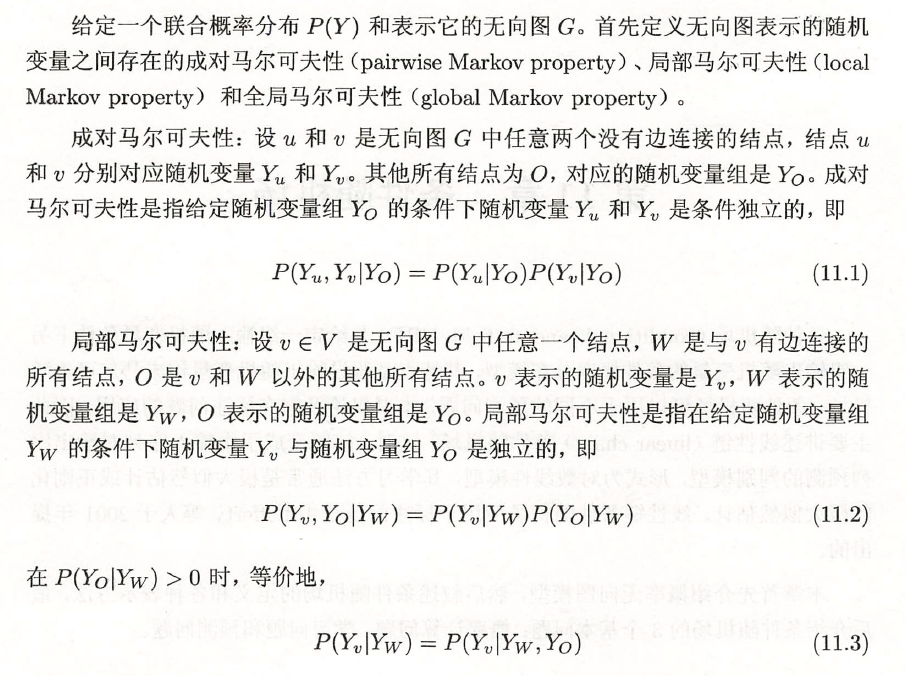 给定一个联合概率分布 P(Y) 和表示它的无向图 G。首先定义无向图表示的随机
变量之间存在的成对马尔可夫性 (pairwise Markov property)、局部马尔可夫性 (local
Markov property) 和全局马尔可夫性 (global Markov property)。
成对马尔可夫性: 设 u 和 v 是无向图 G 中任意两个没有边连接的结点, 结点 u
和 v 分别对应随机变量 Y_u 和 Y_v。其他所有结点为 O, 对应的随机变量组是 Y_O。成对
马尔可夫性是指给定随机变量组 Y_O 的条件下随机变量 Y_u 和 Y_v 是条件独立的, 即
P(Y_u, Y_v|Y_O) = P(Y_u|Y_O)P(Y_v|Y_O) (11.1)
局部马尔可夫性: 设 v ∈ V 是无向图 G 中任意一个结点, W 是与 v 有边连接的
所有结点, O 是 v 和 W 以外的其他所有结点。v 表示的随机变量是 Y_v, W 表示的随
机变量组是 Y_W, O 表示的随机变量组是 Y_O。局部马尔可夫性是指在给定随机变量组
Y_W 的条件下随机变量 Y_v 与随机变量组 Y_O 是独立的, 即
P(Y_v, Y_O|Y_W) = P(Y_v|Y_W)P(Y_O|Y_W) (11.2)
在 P(Y_O|Y_W) > 0 时, 等价地,
P(Y_v|Y_W) = P(Y_v|Y_W, Y_O) (11.3)